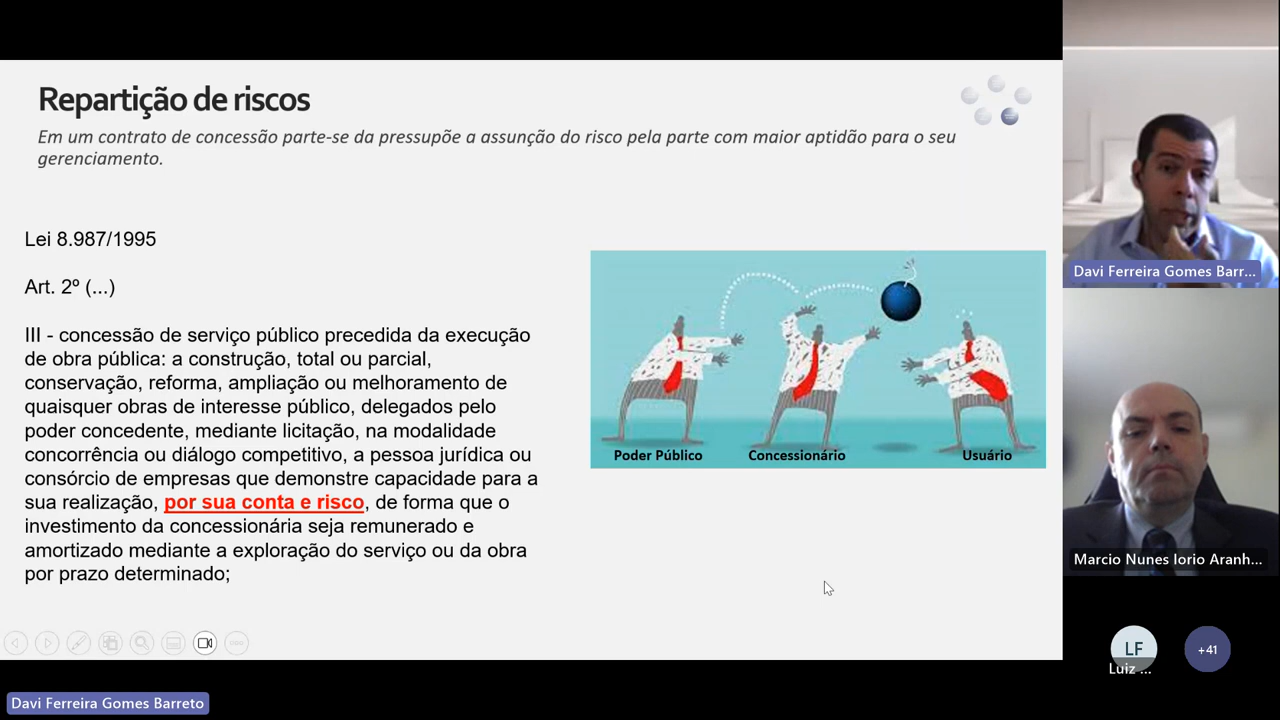 Repartição de riscos
Em um contrato de concessão parte-se da pressupõe a assunção do risco pela parte com maior aptidão para o seu
gerenciamento.
Lei 8.987/1995
Art. 2º (...)
III - concessão de serviço público precedida da execução
de obra pública: a construção, total ou parcial,
conservação, reforma, ampliação ou melhoramento de
quaisquer obras de interesse público, delegados pelo
poder concedente, mediante licitação, na modalidade
concorrência ou diálogo competitivo, a pessoa jurídica ou
consórcio de empresas que demonstre capacidade para a
sua realização, por sua conta e risco, de forma que o
investimento da concessionária seja remunerado e
amortizado mediante a exploração do serviço ou da obra
por prazo determinado;
Poder Público
Concessionário
Usuário
Davi Ferreira Gomes Barr...
Marcio Nunes Iorio Aranh...
LF
Luiz ...
+41
Davi Ferreira Gomes Barreto